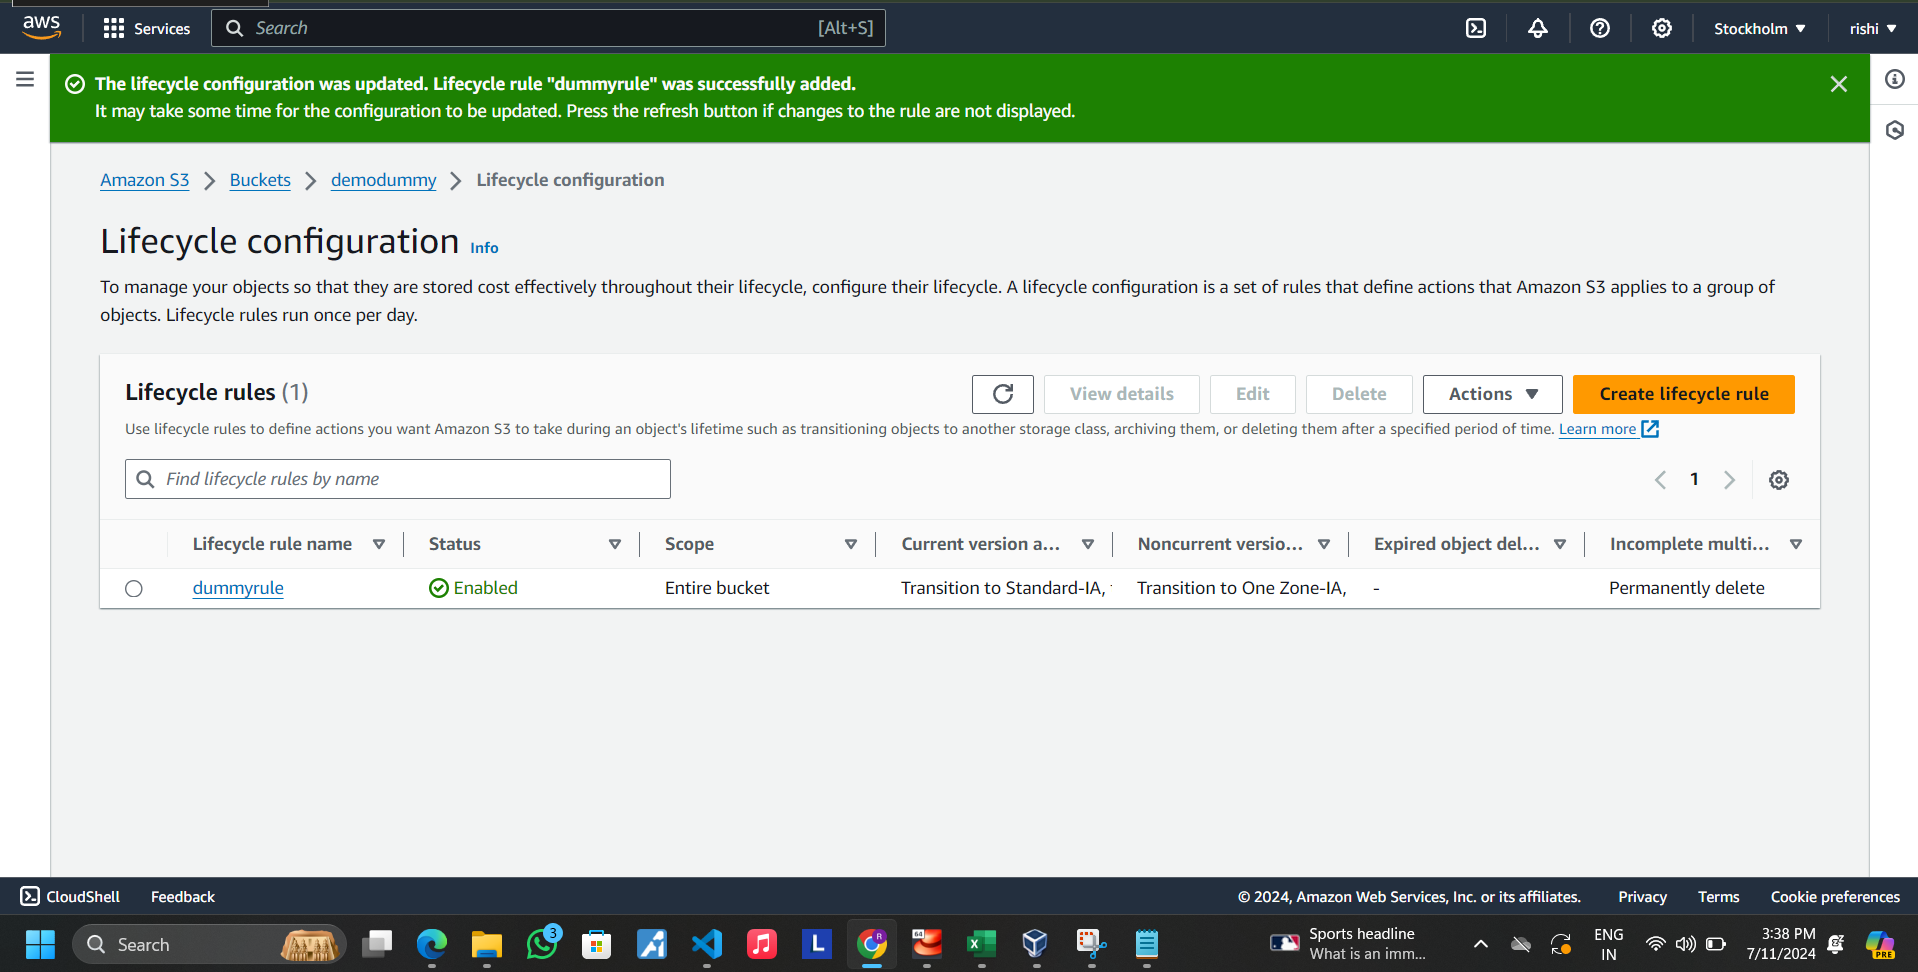 aws
Services
Search
[Alt+S]
Stockholm
rishi
The lifecycle configuration was updated. Lifecycle rule "dummyrule" was successfully added.
It may take some time for the configuration to be updated. Press the refresh button if changes to the rule are not displayed.
Amazon S3
Buckets
demodummy
Lifecycle configuration
Lifecycle configuration Info
To manage your objects so that they are stored cost effectively throughout their lifecycle, configure their lifecycle. A lifecycle configuration is a set of rules that define actions that Amazon S3 applies to a group of
objects. Lifecycle rules run once per day.
Lifecycle rules (1)
View details
Edit
Delete
Actions
Create lifecycle rule
Use lifecycle rules to define actions you want Amazon S3 to take during an object's lifetime such as transitioning objects to another storage class, archiving them, or deleting them after a specified period of time. Learn more
Find lifecycle rules by name
1
Lifecycle rule name
Status
Scope
Current version a...
Noncurrent versio...
Expired object del...
Incomplete multi...
dummyrule
Enabled
Entire bucket
Transition to Standard-IA,
Transition to One Zone-IA,
-
Permanently delete
CloudShell
Feedback
© 2024, Amazon Web Services, Inc. or its affiliates.
Privacy
Terms
Cookie preferences
Search
3
L
R
64
Sports headline
What is an imm...
ENG
IN
3:38 PM
7/11/2024
PRE